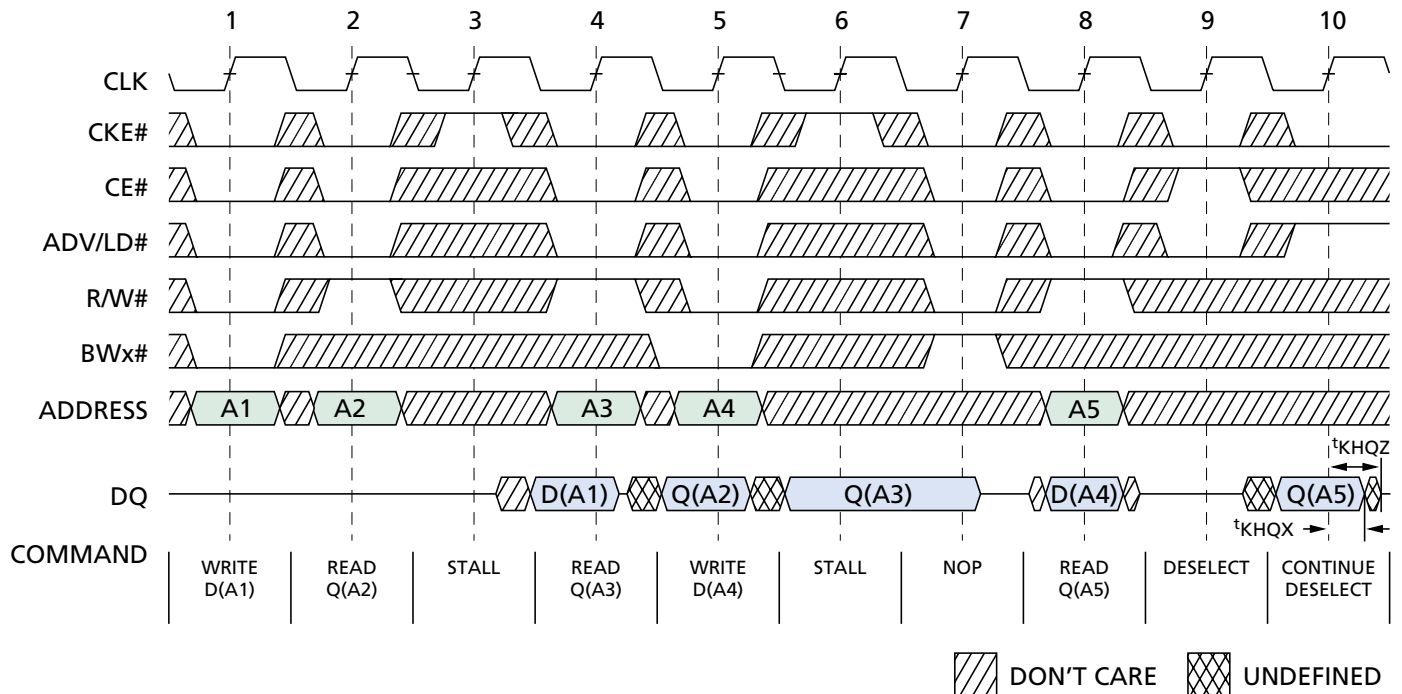 1 2 3 4 5 6 7 8 9 10
CLK
CKE#
CE#
ADV/LD#
R/W#
BWx#
ADDRESS A1 A2 A3 A4 A5
tKHQZ
DQ D(A1) Q(A2) Q(A3) D(A4) Q(A5)
tKHQX
COMMAND
WRITE READ STALL READ WRITE STALL NOP READ DESELECT CONTINUE
D(A1) Q(A2) Q(A3) D(A4) Q(A5) DESELECT
DON'T CARE UNDEFINED